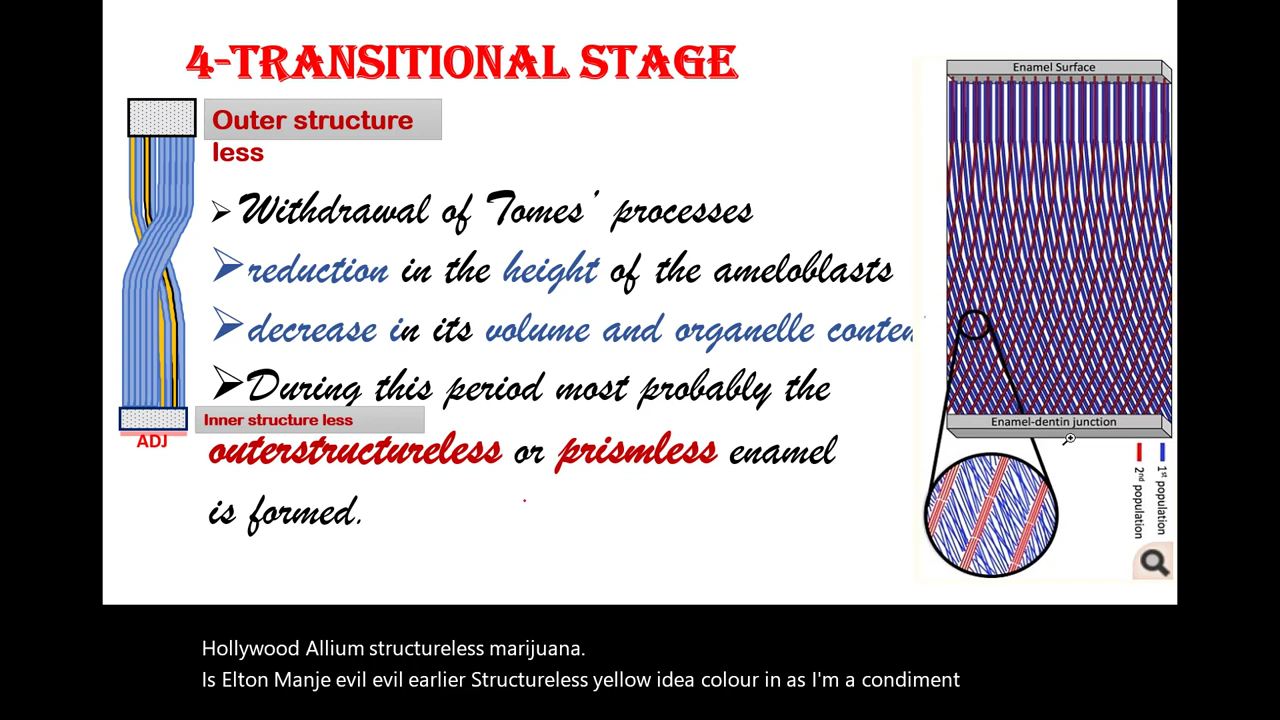 4-TRANSITIONAL STAGE
Outer structure
less
Withdrawal of Tomes' processes
reduction in the height of the ameloblasts
decrease in its volume and organelle conten
During this period most probably the
Inner structure less
ADJ
outerstructureless or prismless enamel
is formed.
Enamel Surface
Enamel-dentin junction
1st population
2nd population
Hollywood Allium structureless marijuana.
Is Elton Manje evil evil earlier Structureless yellow idea colour in as I'm a condiment